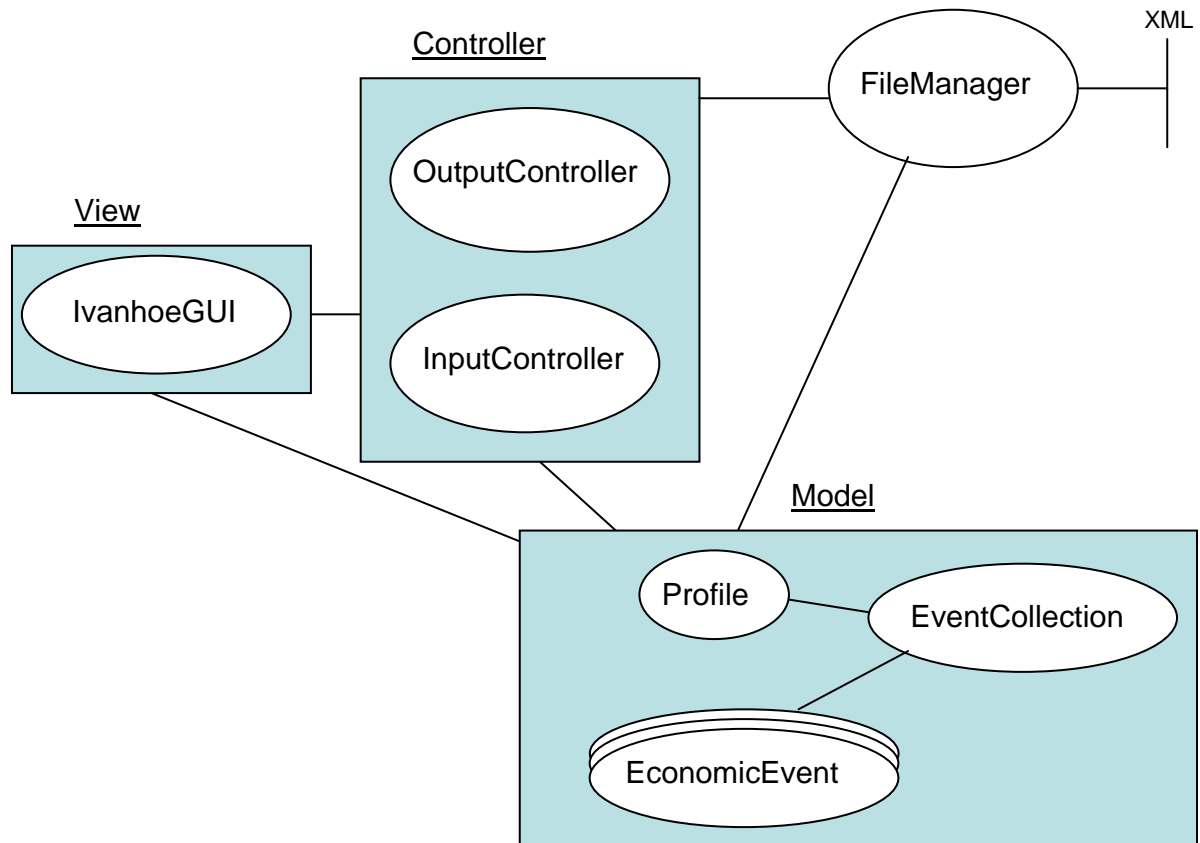 XML
Controller
FileManager
OutputController
View
IvanhoeGUI
InputController
Model
Profile
EventCollection
EconomicEvent